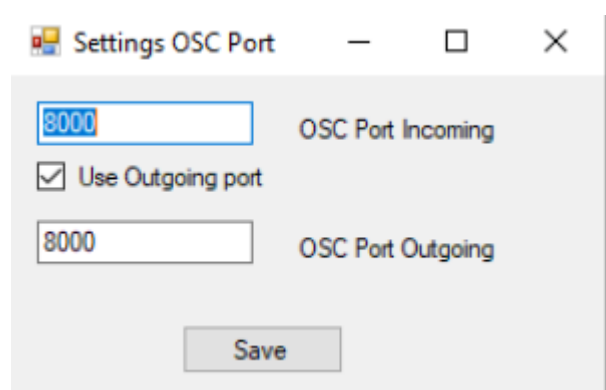 Settings OSC Port
8000 OSC Port Incoming
Use Outgoing port
8000 OSC Port Outgoing
Save